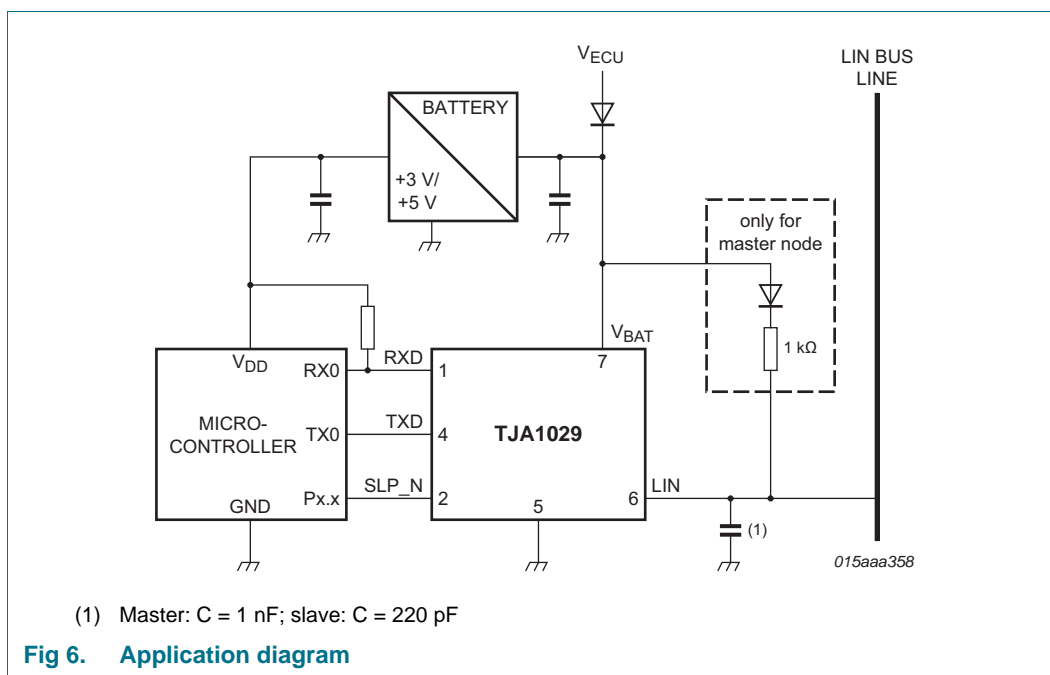 V_ECU
LIN BUS
LINE
BATTERY
+3 V/
+5 V
only for
master node
1 kΩ
V_BAT
7
V_DD
RX0
RXD
1
MICRO-
CONTROLLER
TX0
TXD
4
TJA1029
Px.x
SLP_N
2
GND
5
6
LIN
(1)
015aaa358
(1) Master: C = 1 nF; slave: C = 220 pF
Fig 6. Application diagram